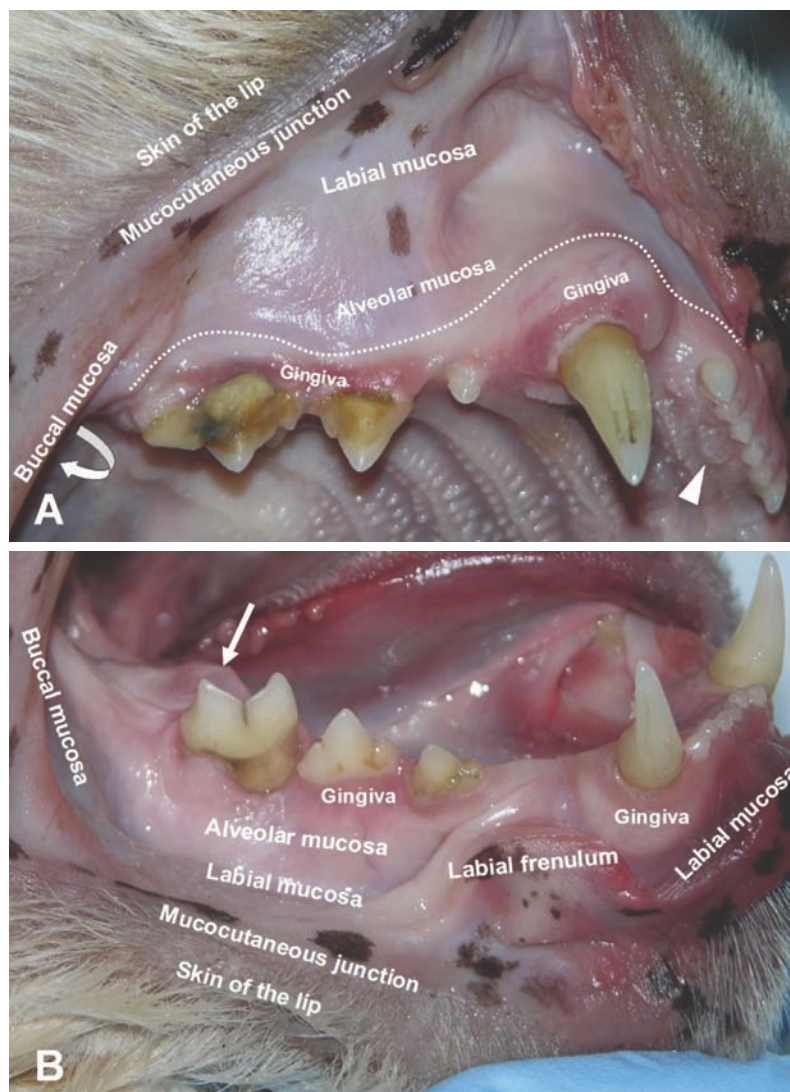 Skin of the lip
Mucocutaneous junction
Labial mucosa
Alveolar mucosa
Gingiva
Gingiva
Buccal mucosa
A
Buccal mucosa
Gingiva
Gingiva
Alveolar mucosa
Labial frenulum
Labial mucosa
Labial mucosa
Mucocutaneous junction
Skin of the lip
B